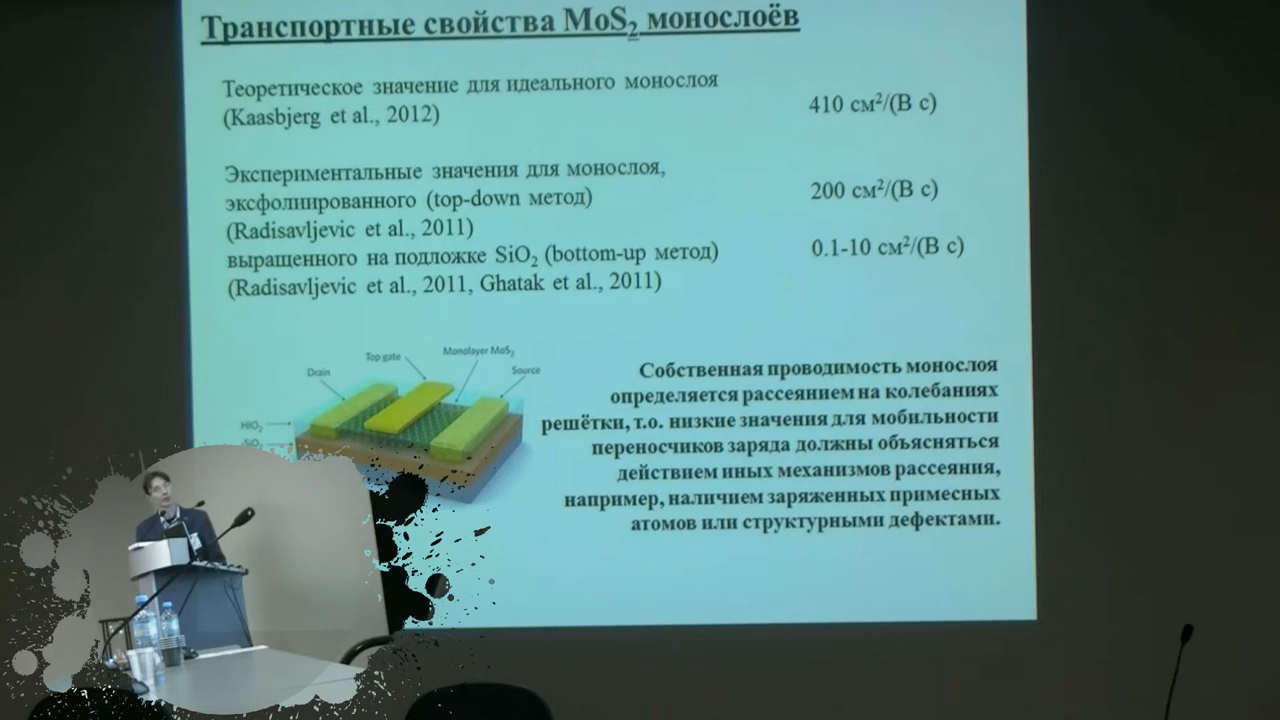 Транспортные свойства MoS₂ монослоёв
Теоретическое значение для идеального монослоя
(Kaasbjerg et al., 2012)
410 см²/(В с)
Экспериментальные значения для монослоя,
эксфолиированного (top-down метод)
(Radisavljevic et al., 2011)
200 см²/(В с)
выращенного на подложке SiO₂ (bottom-up метод)
(Radisavljevic et al., 2011, Ghatak et al., 2011)
0.1-10 см²/(В с)
Drain
Top gate
Monolayer MoS₂
Source
HfO₂
SiO₂
Собственная проводимость монослоя
определяется рассеянием на колебаниях
решётки, т.о. низкие значения для мобильности
переносчиков заряда должны объясняться
действием иных механизмов рассеяния,
например, наличием заряженных примесных
атомов или структурными дефектами.